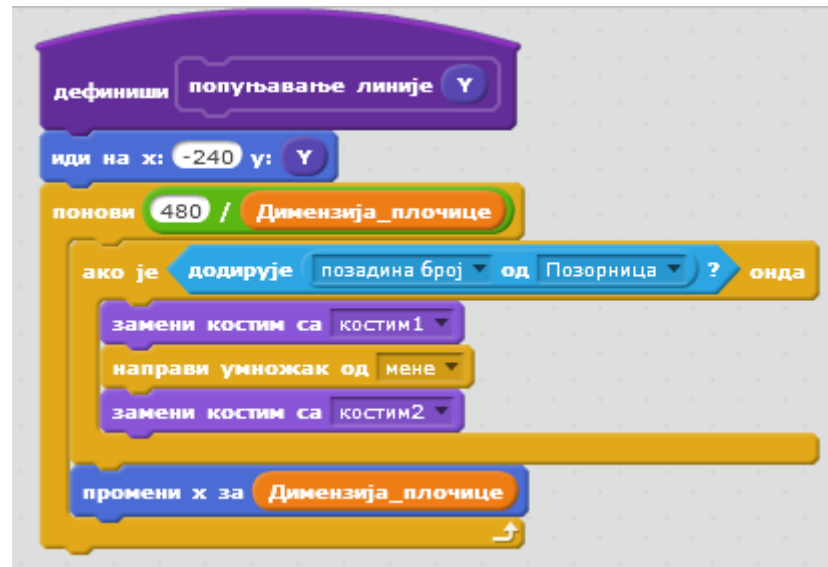 дефиниши попуњавање линије Y
иди на x: -240 y: Y
понови 480 / Димензија_плочице
ако је додирује позадина број од Позорница ? онда
замени костим са костим1
направи умножак од мене
замени костим са костим2
промени x за Димензија_плочице